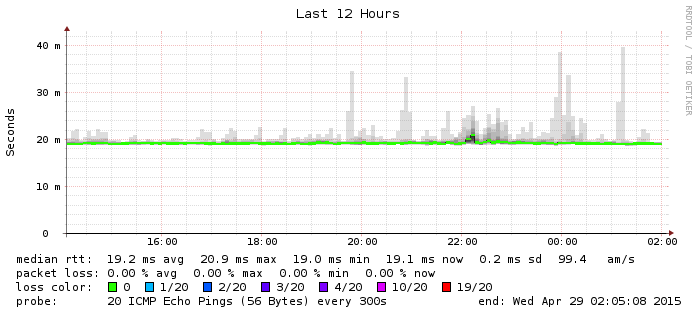 Last 12 Hours
RRDTOOL / TOBI OETIKER
Seconds
40 m
30 m
20 m
10 m
0
16:00 18:00 20:00 22:00 00:00 02:00
median rtt: 19.2 ms avg 20.9 ms max 19.0 ms min 19.1 ms now 0.2 ms sd 99.4 am/s
packet loss: 0.00 % avg 0.00 % max 0.00 % min 0.00 % now
loss color: 0 1/20 2/20 3/20 4/20 10/20 19/20
probe: 20 ICMP Echo Pings (56 Bytes) every 300s end: Wed Apr 29 02:05:08 2015